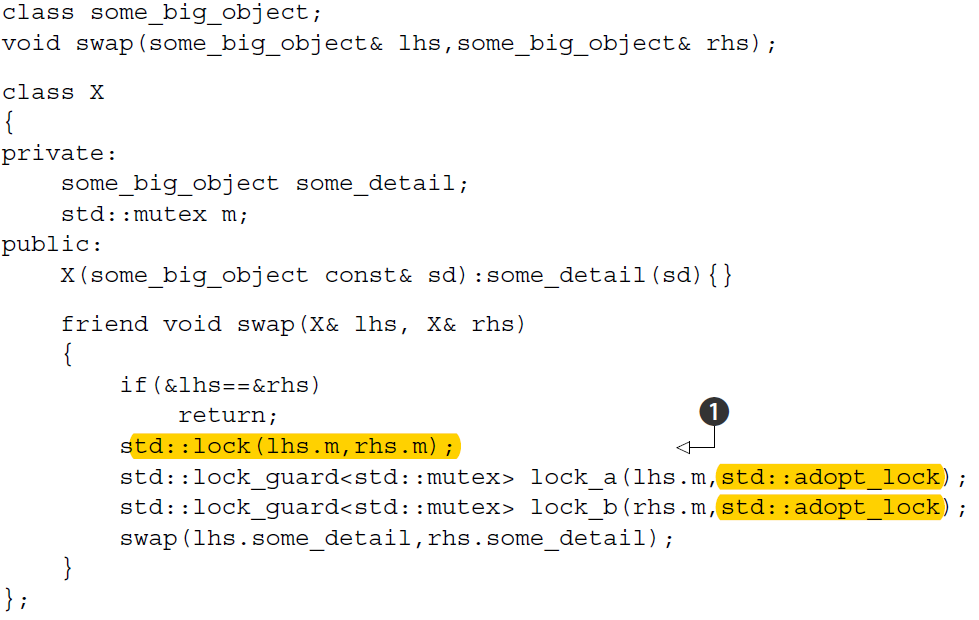 class some_big_object;
void swap(some_big_object& lhs,some_big_object& rhs);
class X
{
private:
    some_big_object some_detail;
    std::mutex m;
public:
    X(some_big_object const& sd):some_detail(sd){}
    friend void swap(X& lhs, X& rhs)
    {
        if(&lhs==&rhs)
            return;
        std::lock(lhs.m,rhs.m); 1
        std::lock_guard<std::mutex> lock_a(lhs.m,std::adopt_lock);
        std::lock_guard<std::mutex> lock_b(rhs.m,std::adopt_lock);
        swap(lhs.some_detail,rhs.some_detail);
    }
};